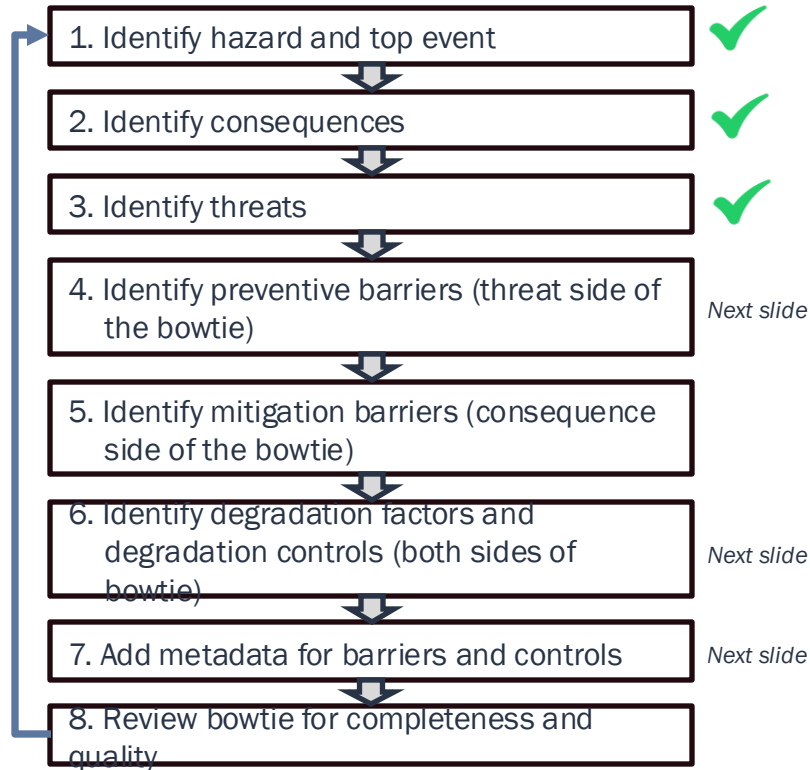 1. Identify hazard and top event
2. Identify consequences
3. Identify threats
4. Identify preventive barriers (threat side of
the bowtie)
Next slide
5. Identify mitigation barriers (consequence
side of the bowtie)
6. Identify degradation factors and
degradation controls (both sides of
bowtie)
Next slide
7. Add metadata for barriers and controls
Next slide
8. Review bowtie for completeness and
quality